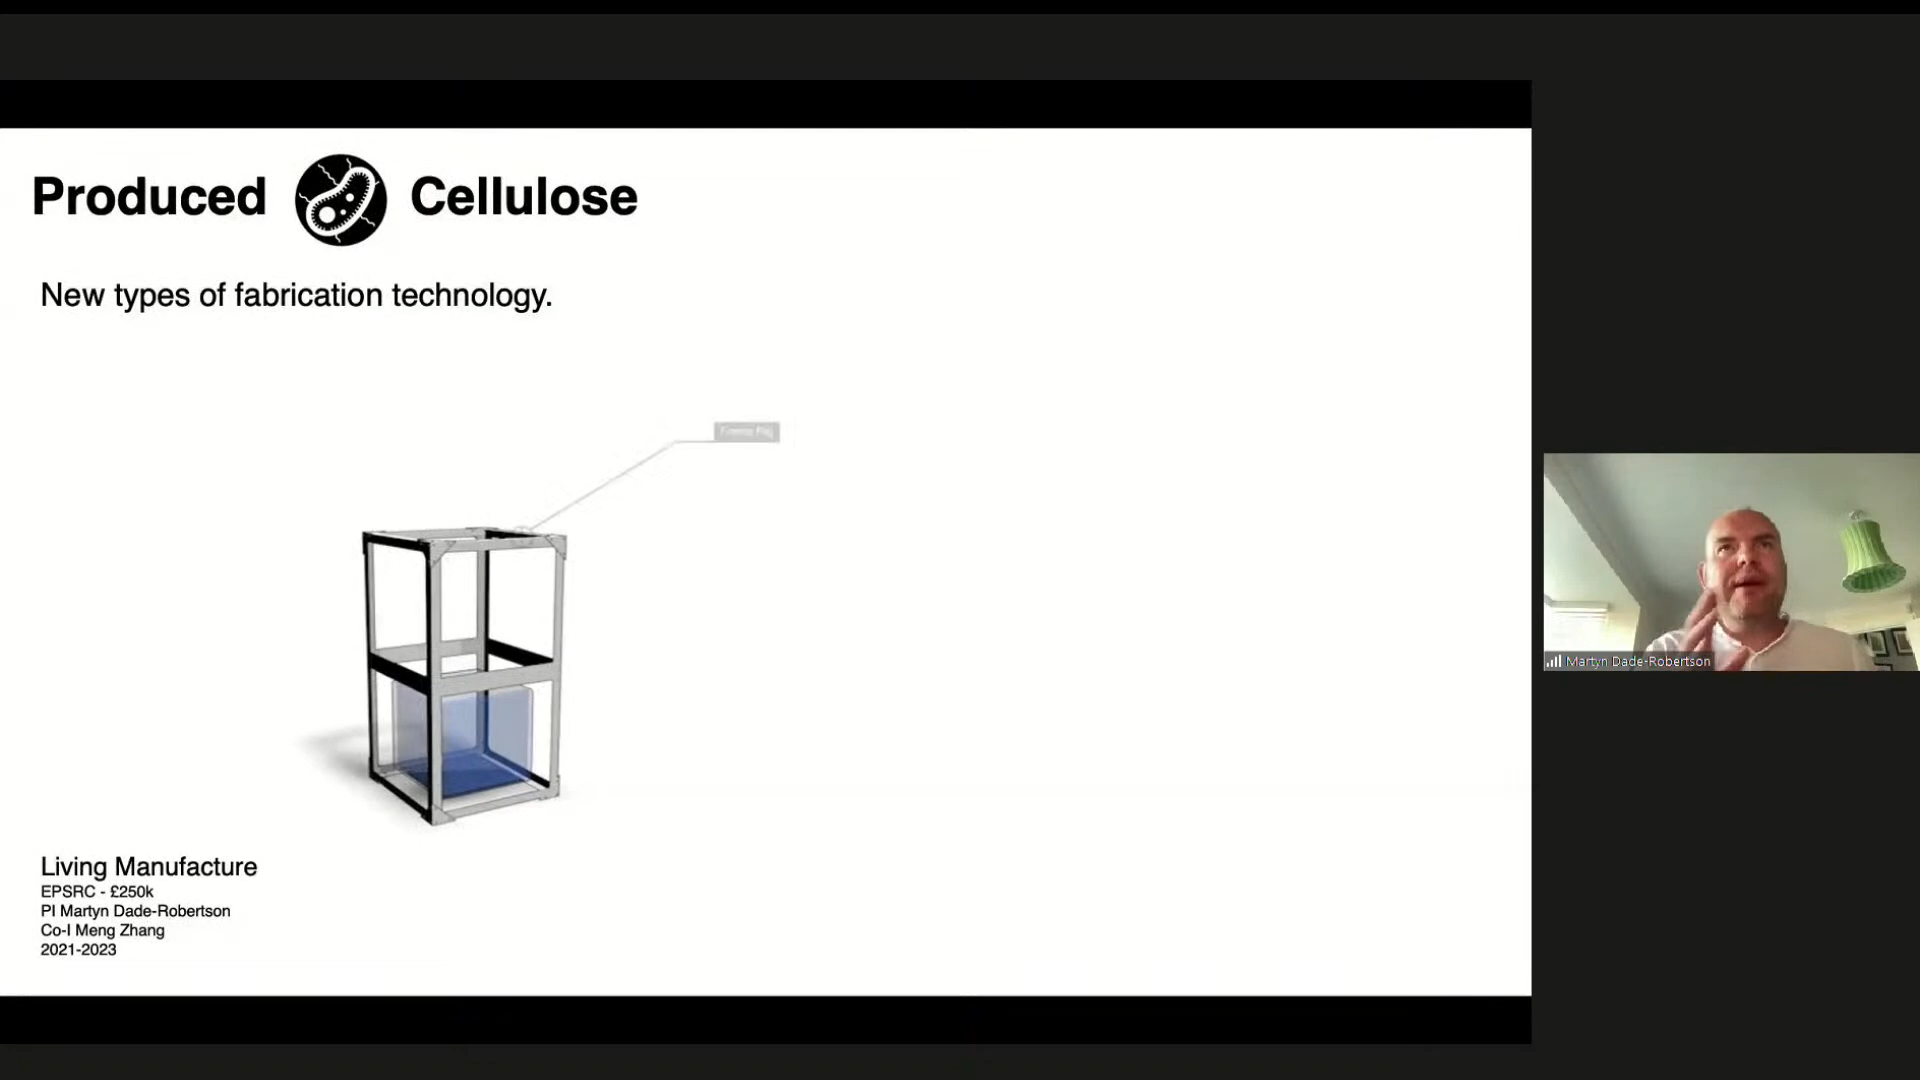 Produced Cellulose
New types of fabrication technology.
Living Manufacture
EPSRC - £250k
PI Martyn Dade-Robertson
Co-I Meng Zhang
2021-2023
Martyn Dade-Robertson